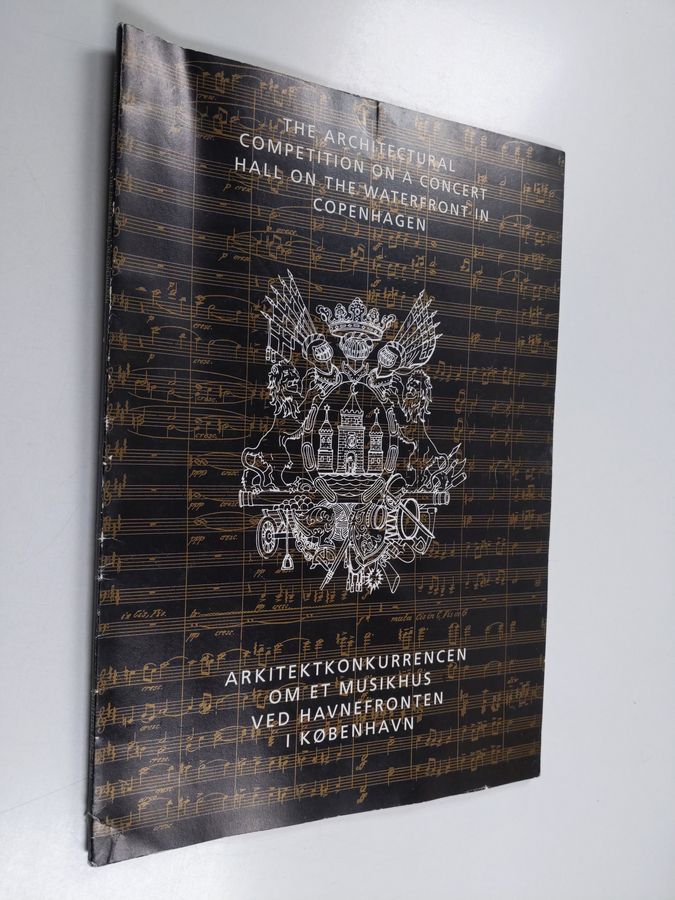 THE ARCHITECTURAL
COMPETITION ON A CONCERT
HALL ON THE WATERFRONT IN
COPENHAGEN
ARKITEKTKONKURRENCEN
OM ET MUSIKHUS
VED HAVNEFRONTEN
I KØBENHAVN